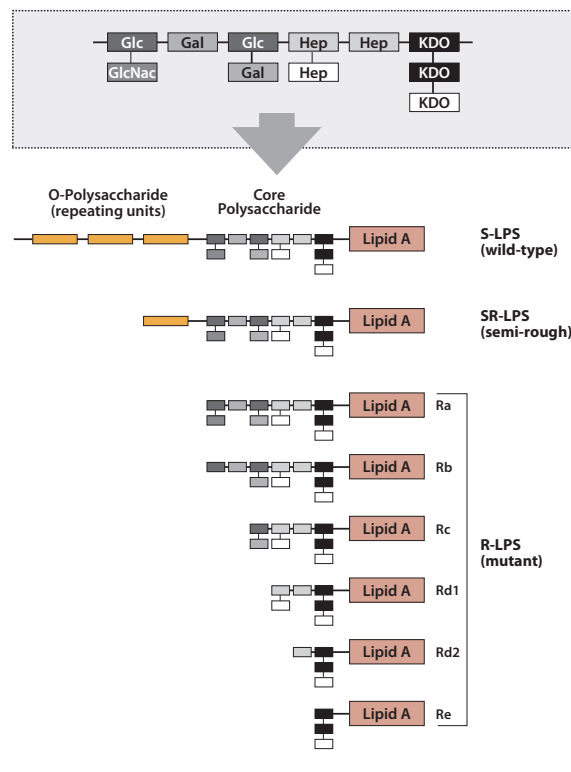 Glc Gal Glc Hep Hep KDO
GlcNac Gal Hep KDO
KDO
O-Polysaccharide
(repeating units)
Core
Polysaccharide
Lipid A
S-LPS
(wild-type)
Lipid A
SR-LPS
(semi-rough)
Lipid A Ra
Lipid A Rb
Lipid A Rc
R-LPS
(mutant)
Lipid A Rd1
Lipid A Rd2
Lipid A Re